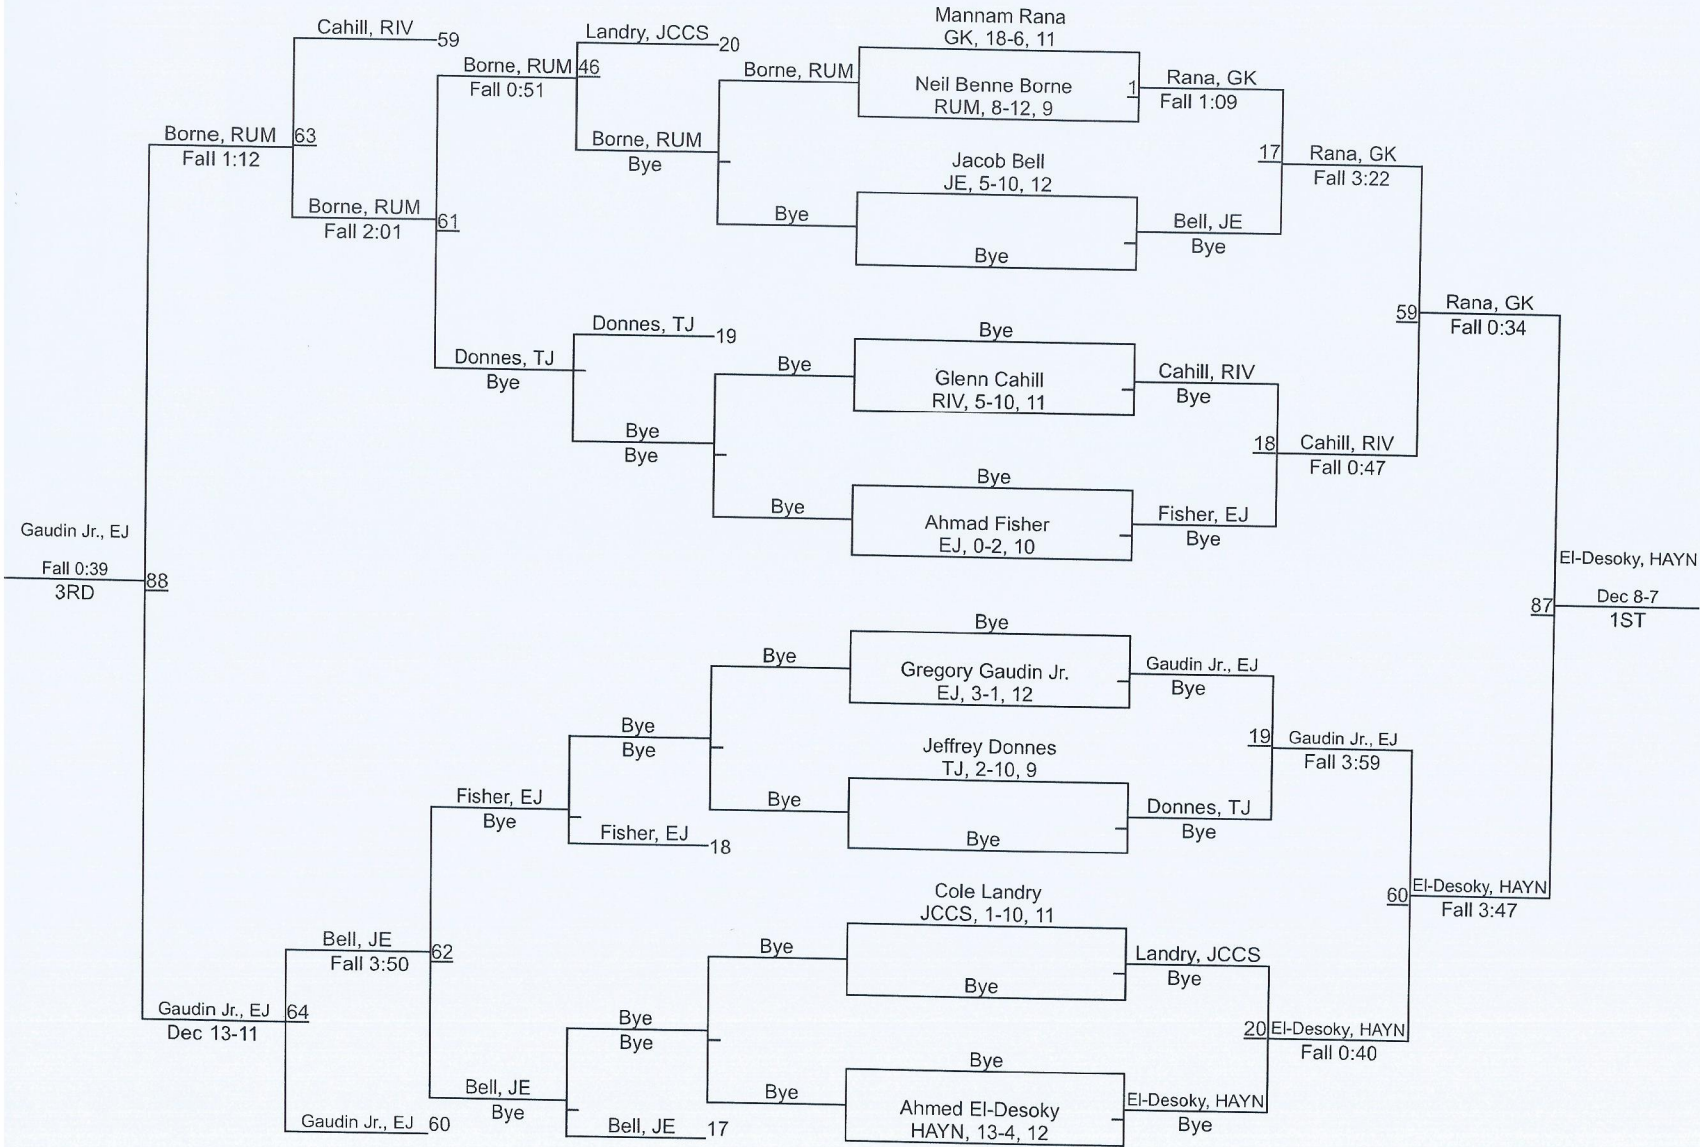 Mannam Rana
GK, 18-6, 11
Neil Benne Borne
RUM, 8-12, 9
1
Rana, GK
Fall 1:09
Jacob Bell
JE, 5-10, 12
Bye
Bell, JE
Bye
17
Rana, GK
Fall 3:22
Bye
Glenn Cahill
RIV, 5-10, 11
Cahill, RIV
Bye
Bye
Ahmad Fisher
EJ, 0-2, 10
Fisher, EJ
Bye
18
Cahill, RIV
Fall 0:47
59
Rana, GK
Fall 0:34
Bye
Gregory Gaudin Jr.
EJ, 3-1, 12
Gaudin Jr., EJ
Bye
Jeffrey Donnes
TJ, 2-10, 9
Bye
Donnes, TJ
Bye
19
Gaudin Jr., EJ
Fall 3:59
Cole Landry
JCCS, 1-10, 11
Bye
Landry, JCCS
Bye
Bye
Ahmed El-Desoky
HAYN, 13-4, 12
El-Desoky, HAYN
Bye
20
El-Desoky, HAYN
Fall 0:40
60
El-Desoky, HAYN
Fall 3:47
87
El-Desoky, HAYN
Dec 8-7
1ST
Borne, RUM
Bye
Borne, RUM
Bye
Landry, JCCS
20
46
Borne, RUM
Fall 0:51
Bye
Bye
Bye
Bye
Donnes, TJ
19
Donnes, TJ
Bye
61
Borne, RUM
Fall 2:01
Cahill, RIV
59
63
Borne, RUM
Fall 1:12
Bye
Bye
Bye
Bye
Fisher, EJ
18
Fisher, EJ
Bye
Bye
Bye
Bye
Bye
Bell, JE
17
Bell, JE
Bye
62
Bell, JE
Fall 3:50
Gaudin Jr., EJ
60
64
Gaudin Jr., EJ
Dec 13-11
88
Gaudin Jr., EJ
Fall 0:39
3RD